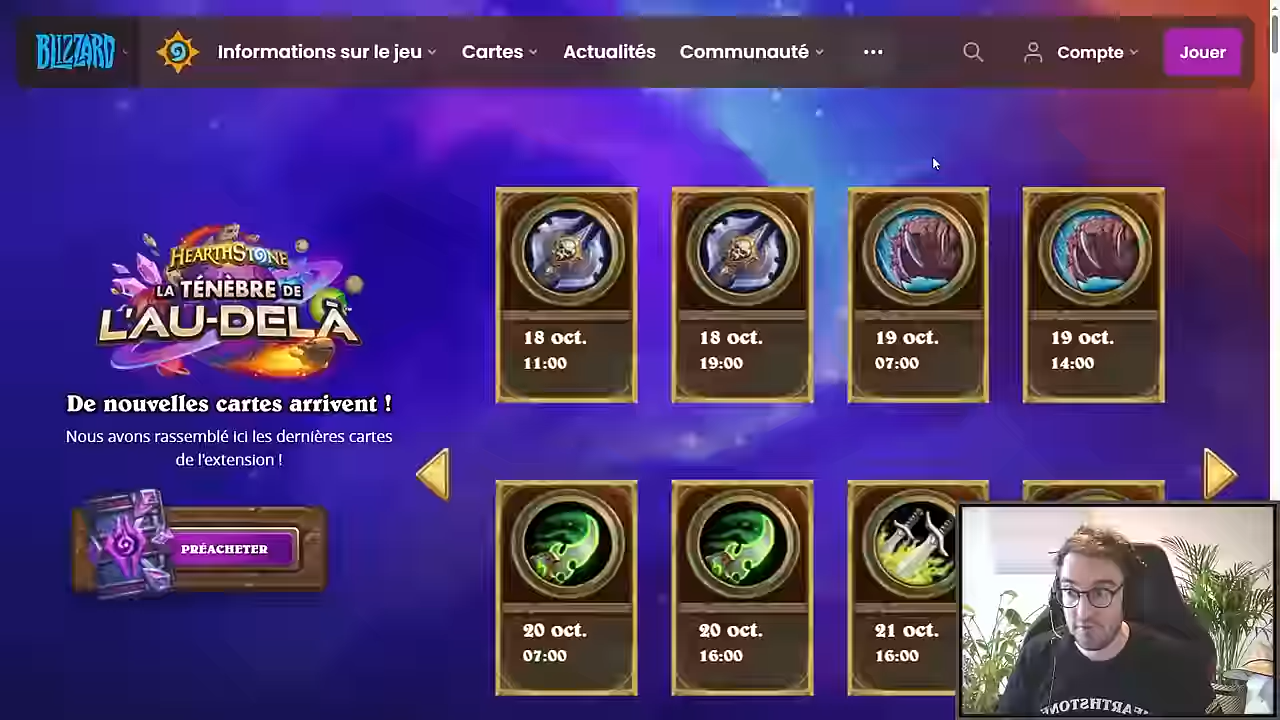 BLIZZARD
Informations sur le jeu
Cartes
Actualités
Communauté
Compte
Jouer
HEARTHSTONE
LA TÉNÈBRE DE
L'AU-DELÀ
De nouvelles cartes arrivent !
Nous avons rassemblé ici les dernières cartes
de l'extension !
PRÉACHETER
18 oct.
11:00
18 oct.
19:00
19 oct.
07:00
19 oct.
14:00
20 oct.
07:00
20 oct.
16:00
21 oct.
16:00
HEARTHSTONE